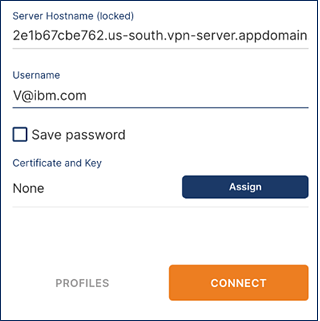 Server Hostname (locked)
2e1b67cbe762.us-south.vpn-server.appdomain
Username
V@ibm.com
Save password
Certificate and Key
None
Assign
PROFILES
CONNECT